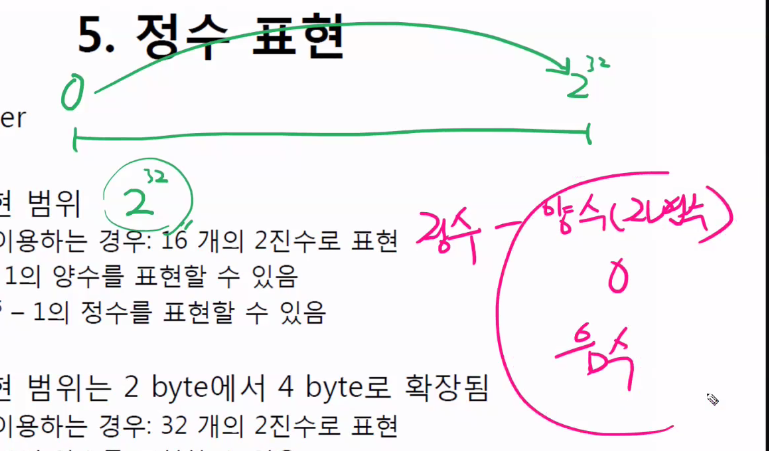 5. 정수 표현
0
2³²
er
현 범위 2³²
이용하는 경우: 16 개의 2진수로 표현
정수 – 양수(자연수)
1의 양수를 표현할 수 있음
0
– 1의 정수를 표현할 수 있음
음수
현 범위는 2 byte에서 4 byte로 확장됨
이용하는 경우: 32 개의 2진수로 표현